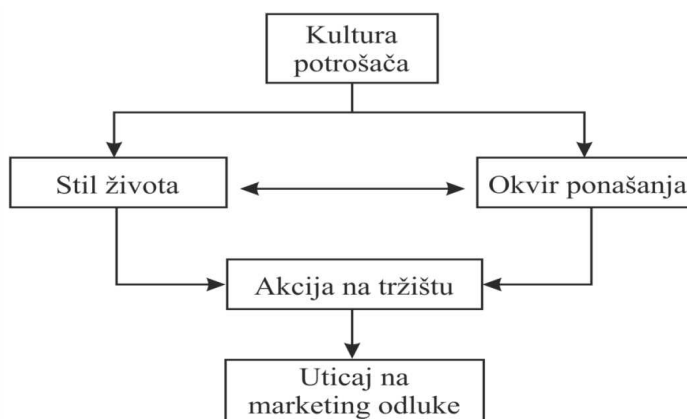 Kultura
potrošača
Stil života
Okvir ponašanja
Akcija na tržištu
Uticaj na
marketing odluke